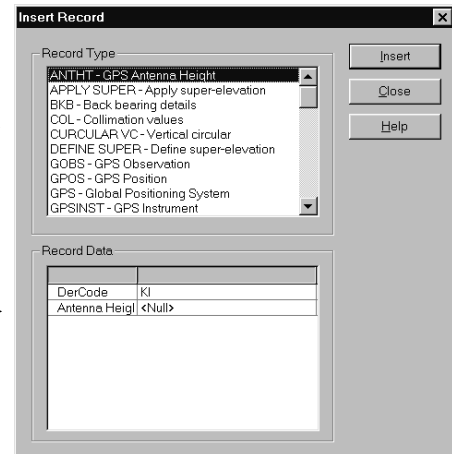 Insert Record
Record Type
ANTHT - GPS Antenna Height
APPLY SUPER - Apply super-elevation
BKB - Back bearing details
COL - Collimation values
CURCULAR VC - Vertical circular
DEFINE SUPER - Define super-elevation
GOBS - GPS Observation
GPOS - GPS Position
GPS - Global Positioning System
GPSINST - GPS Instrument
Insert
Close
Help
Record Data
DerCode KI
Antenna Heigl <Null>